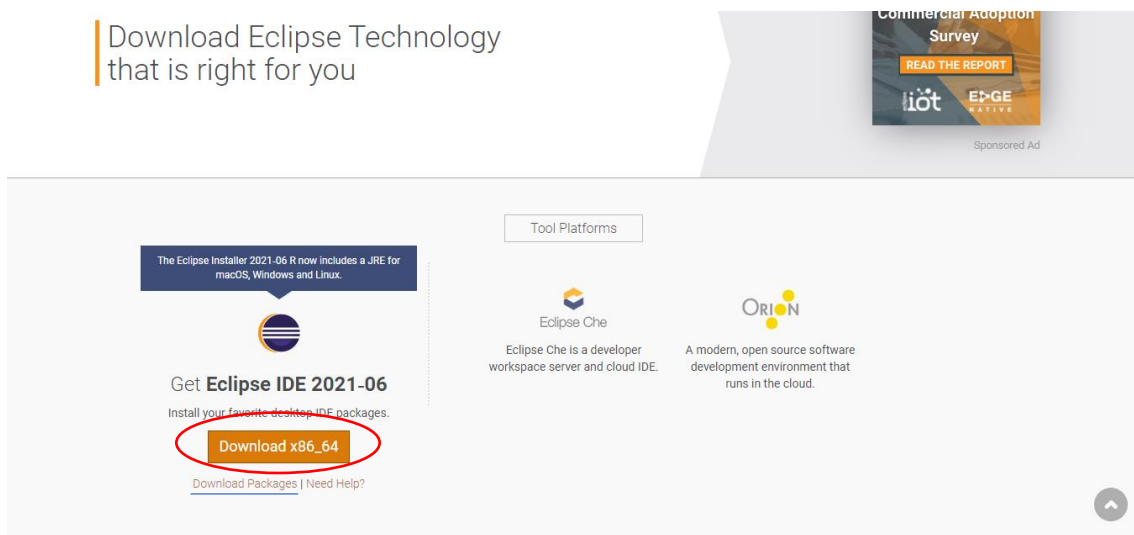 Download Eclipse Technology
that is right for you
Commercial Adoption
Survey
READ THE REPORT
iot
EDGE
NATIVE
Sponsored Ad
Tool Platforms
The Eclipse Installer 2021-06 R now includes a JRE for
macOS, Windows and Linux.
Get Eclipse IDE 2021-06
Install your favorite desktop IDE packages.
Download x86_64
Download Packages | Need Help?
Eclipse Che
Eclipse Che is a developer
workspace server and cloud IDE.
ORION
A modern, open source software
development environment that
runs in the cloud.